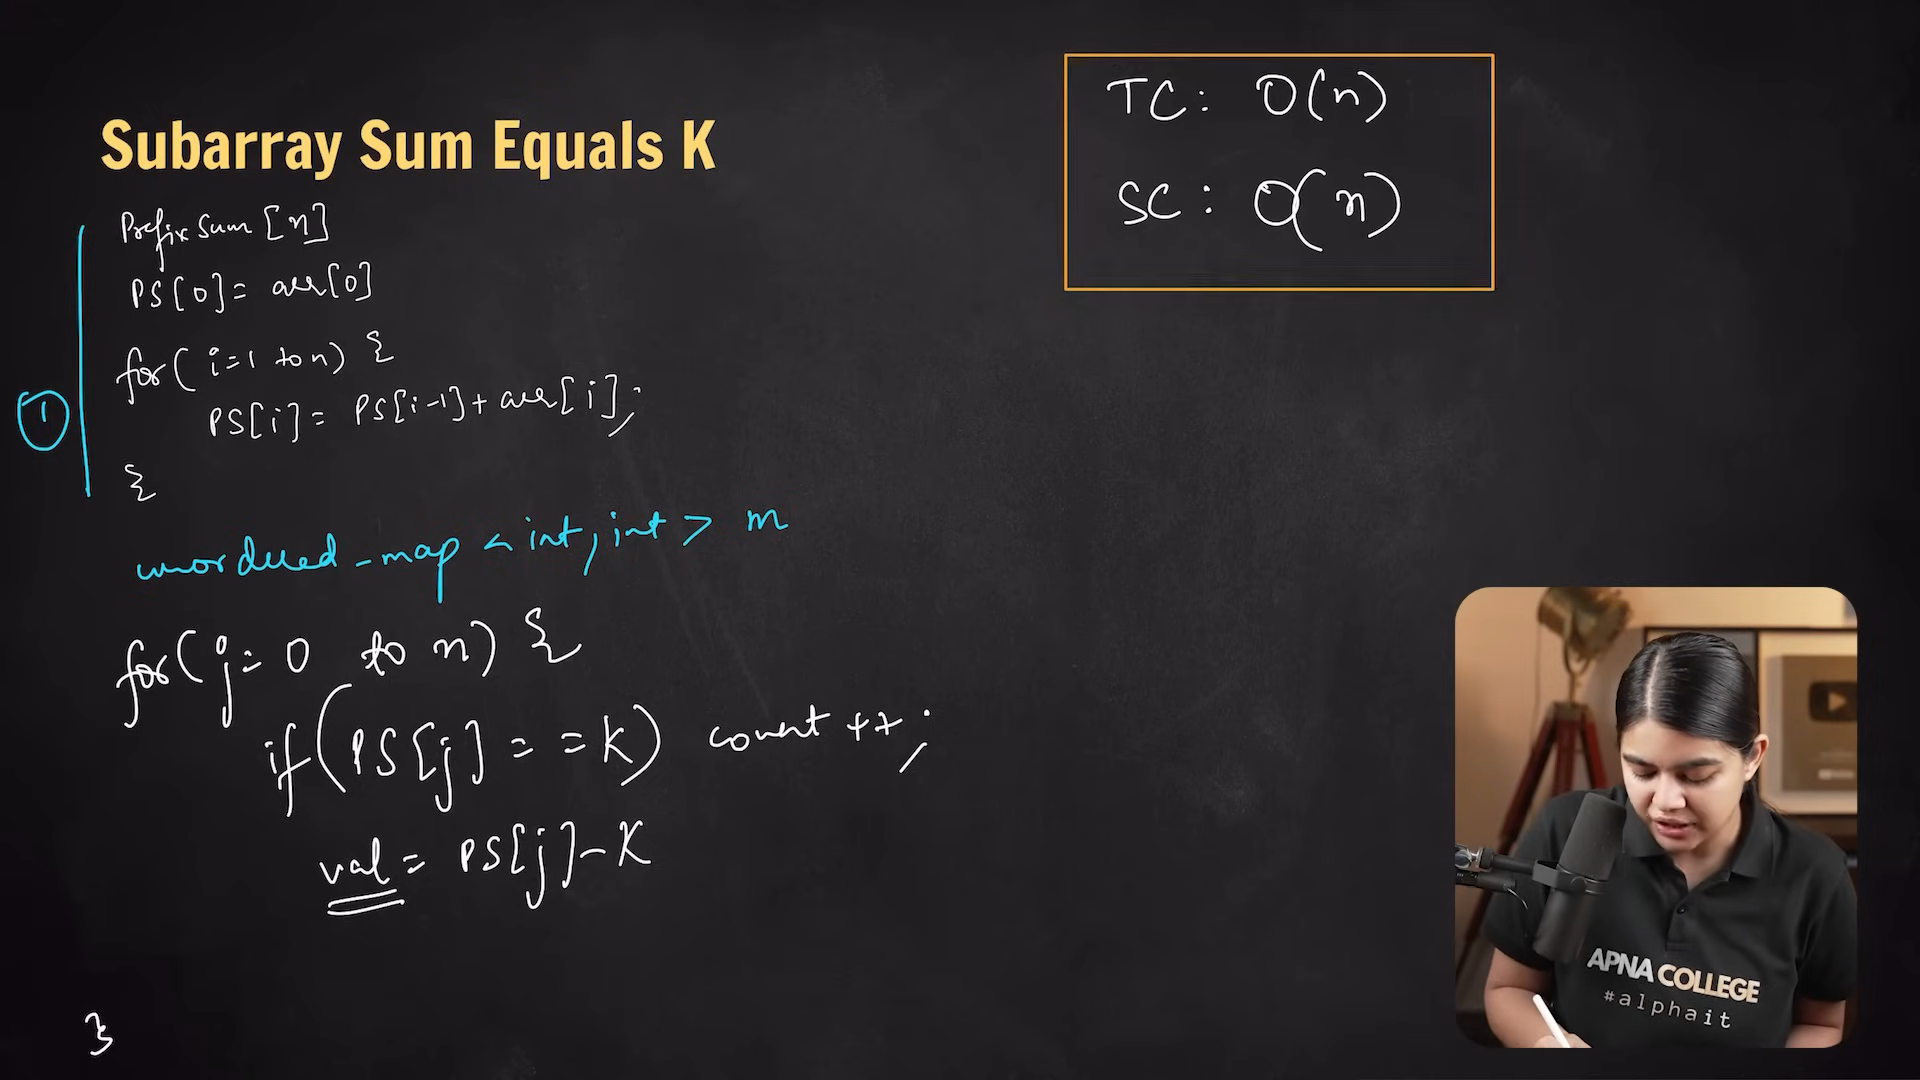 Subarray Sum Equals K
TC: O(n)
SC: O(n)
Prefix Sum [n]
PS[0]= arr[0]
for( i=1 to n) {
PS[i]= PS[i-1]+ arr[i];
}
1
unordered_map <int, int> m
for( j= 0 to n) {
if (PS[j] == K) count ++;
val = PS[j]-K
}
APNA COLLEGE
#alphait